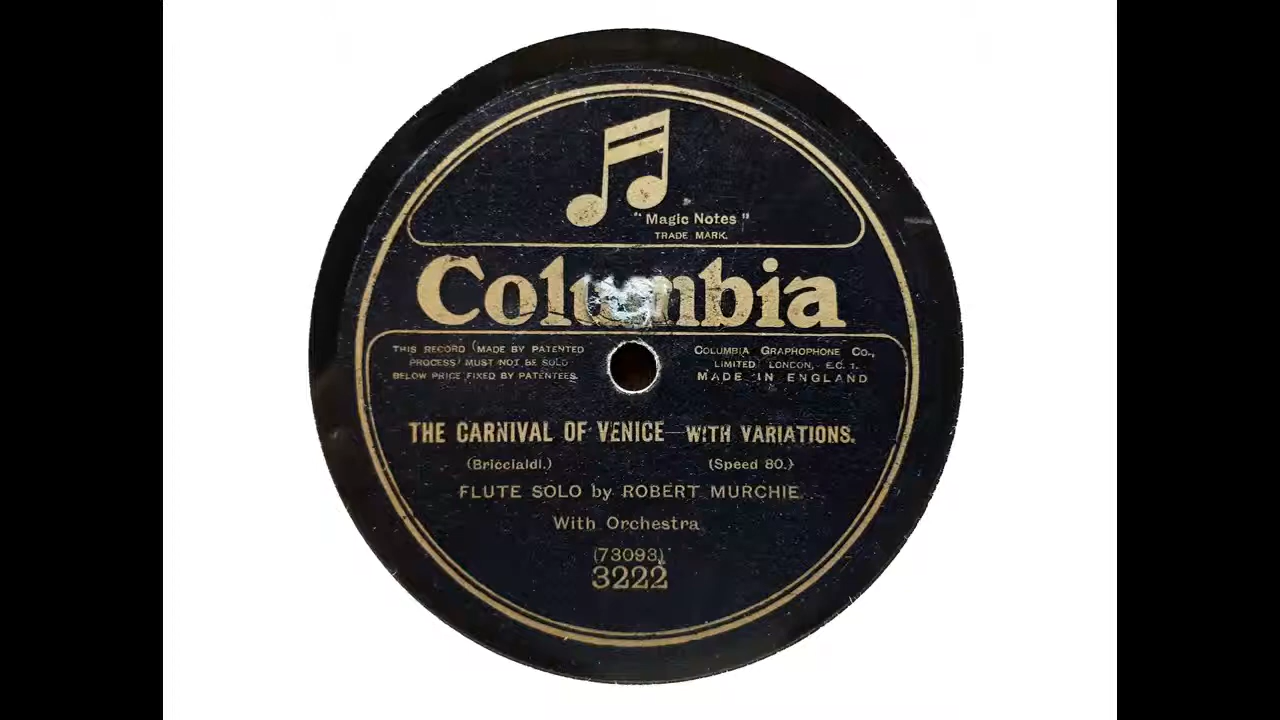 "Magic Notes"
TRADE MARK.
Columbia
THIS RECORD (MADE BY PATENTED
PROCESS) MUST NOT BE SOLD
BELOW PRICE FIXED BY PATENTEES.
COLUMBIA GRAPHOPHONE CO.,
LIMITED LONDON, E.C. 1.
MADE IN ENGLAND
THE CARNIVAL OF VENICE—WITH VARIATIONS.
(Briccialdi.) (Speed 80.)
FLUTE SOLO by ROBERT MURCHIE
With Orchestra
(73093)
3222